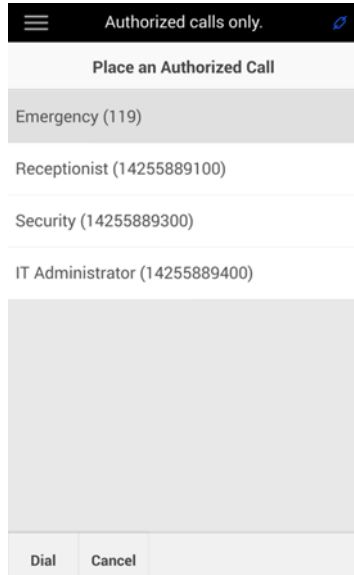 Authorized calls only.
Place an Authorized Call
Emergency (119)
Receptionist (14255889100)
Security (14255889300)
IT Administrator (14255889400)
Dial Cancel